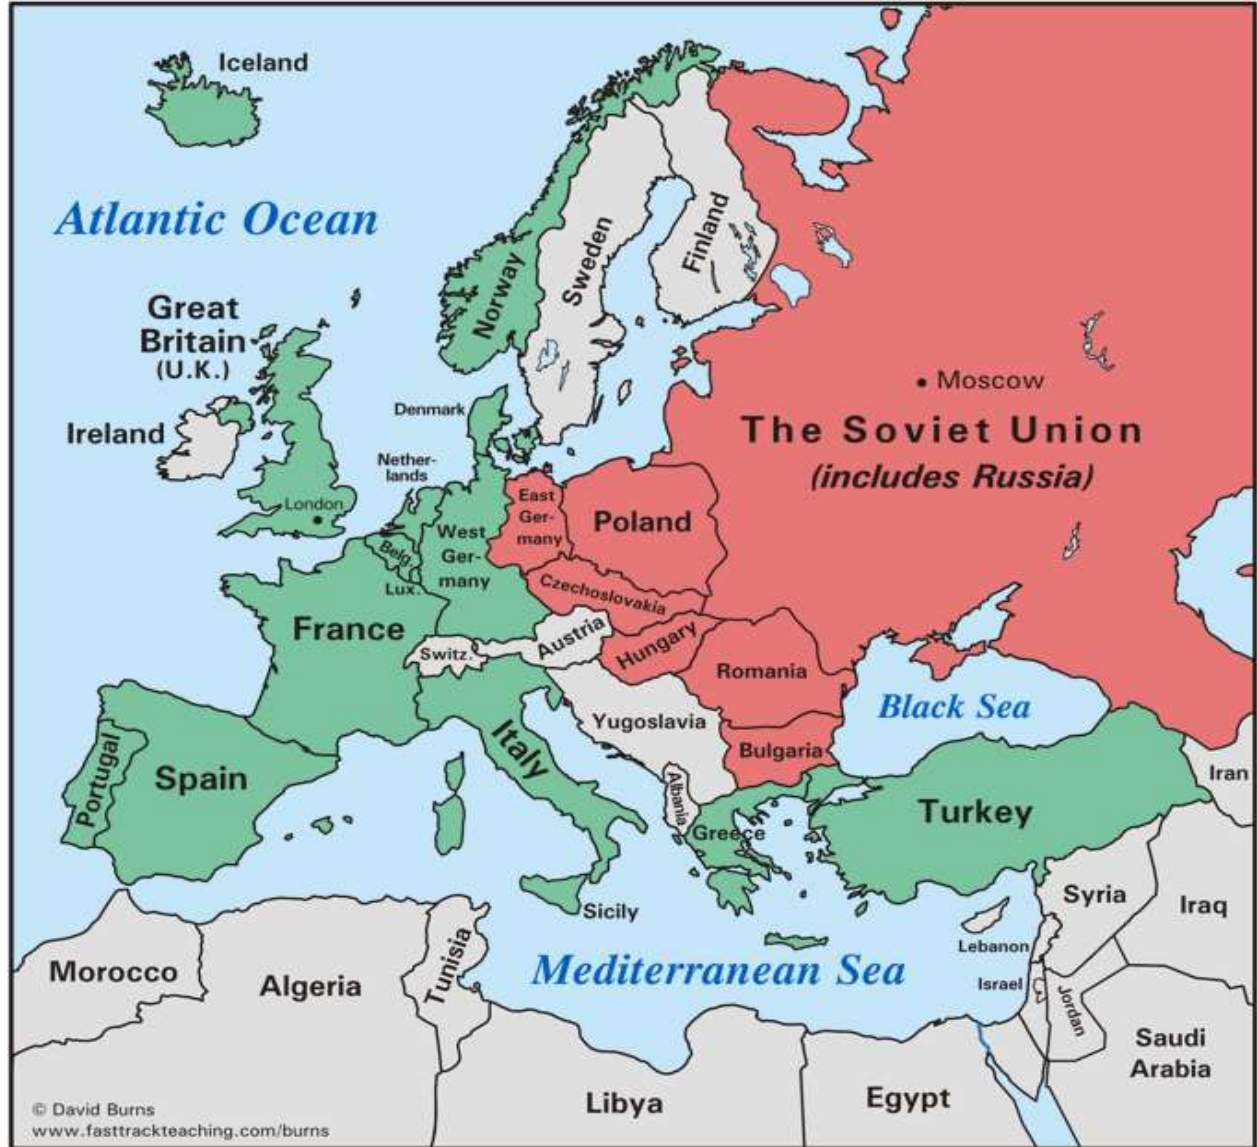 Iceland
Atlantic Ocean
Great
Britain
(U.K.)
Ireland
London
Norway
Sweden
Finland
Denmark
Nether-
lands
Belg.
Lux.
West
Ger-
many
East
Ger-
many
Poland
Moscow
The Soviet Union
(includes Russia)
Czechoslovakia
France
Switz.
Austria
Hungary
Romania
Yugoslavia
Bulgaria
Black Sea
Italy
Albania
Greece
Turkey
Iran
Portugal
Spain
Sicily
Syria
Iraq
Lebanon
Israel
Jordan
Saudi
Arabia
Mediterranean Sea
Morocco
Algeria
Tunisia
Libya
Egypt
© David Burns
www.fasttrackteaching.com/burns